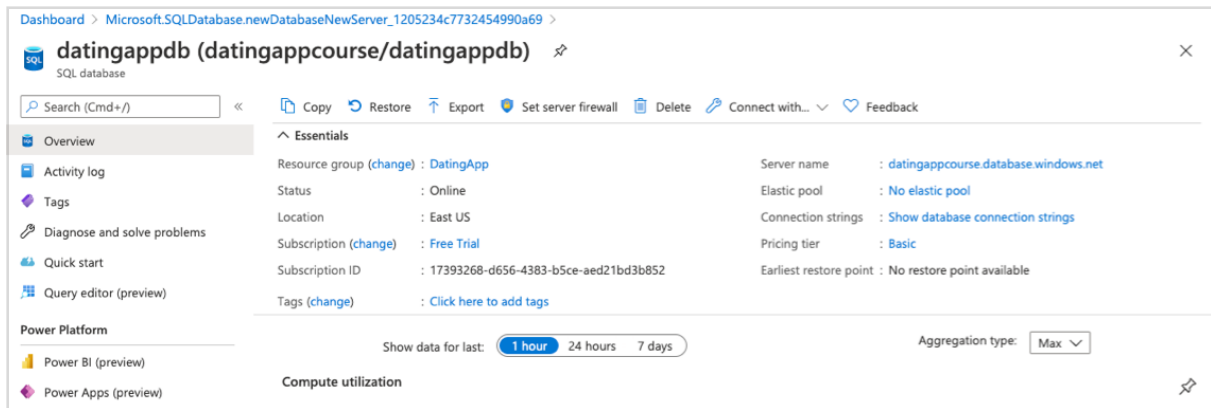 Dashboard > Microsoft.SQLDatabase.newDatabaseNewServer_1205234c7732454990a69 >
SQL
datingappdb (datingappcourse/datingappdb)
SQL database
Search (Cmd+/)
«
Copy Restore Export Set server firewall Delete Connect with... Feedback
Overview
Activity log
Tags
Diagnose and solve problems
Quick start
Query editor (preview)
Power Platform
Power BI (preview)
Power Apps (preview)
Essentials
Resource group (change) : DatingApp
Status : Online
Location : East US
Subscription (change) : Free Trial
Subscription ID : 17393268-d656-4383-b5ce-aed21bd3b852
Tags (change) : Click here to add tags
Server name : datingappcourse.database.windows.net
Elastic pool : No elastic pool
Connection strings : Show database connection strings
Pricing tier : Basic
Earliest restore point : No restore point available
Show data for last: 1 hour 24 hours 7 days
Aggregation type: Max
Compute utilization